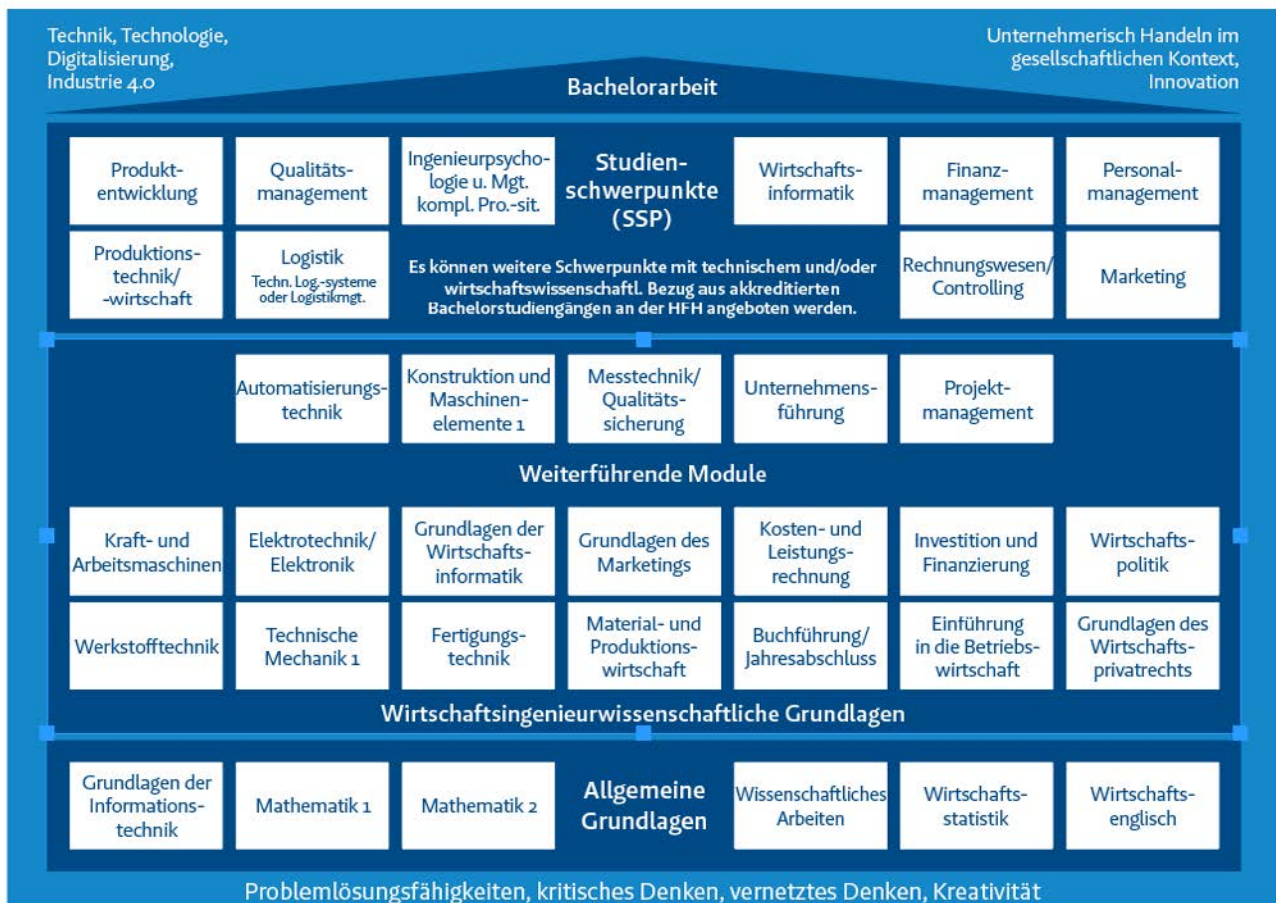 Technik, Technologie,
Digitalisierung,
Industrie 4.0
Unternehmerisch Handeln im
gesellschaftlichen Kontext,
Innovation
Bachelorarbeit
Produkt-
entwicklung
Qualitäts-
management
Ingenieurpsycho-
logie u. Mgt.
kompl. Pro.-sit.
Studien-
schwerpunkte
(SSP)
Wirtschafts-
informatik
Finanz-
management
Personal-
management
Produktions-
technik/
-wirtschaft
Logistik
Techn. Log.-systeme
oder Logistikmgt.
Es können weitere Schwerpunkte mit technischem und/oder
wirtschaftswissenschaftl. Bezug aus akkreditierten
Bachelorstudiengängen an der HFH angeboten werden.
Rechnungswesen/
Controlling
Marketing
Automatisierungs-
technik
Konstruktion und
Maschinen-
elemente 1
Messtechnik/
Qualitäts-
sicherung
Unternehmens-
führung
Projekt-
management
Weiterführende Module
Kraft- und
Arbeitsmaschinen
Elektrotechnik/
Elektronik
Grundlagen der
Wirtschafts-
informatik
Grundlagen des
Marketings
Kosten- und
Leistungs-
rechnung
Investition und
Finanzierung
Wirtschafts-
politik
Werkstofftechnik
Technische
Mechanik 1
Fertigungs-
technik
Material- und
Produktions-
wirtschaft
Buchführung/
Jahresabschluss
Einführung
in die Betriebs-
wirtschaft
Grundlagen des
Wirtschafts-
privatrechts
Wirtschaftsingenieurwissenschaftliche Grundlagen
Grundlagen der
Informations-
technik
Mathematik 1
Mathematik 2
Allgemeine
Grundlagen
Wissenschaftliches
Arbeiten
Wirtschafts-
statistik
Wirtschafts-
englisch
Problemlösungsfähigkeiten, kritisches Denken, vernetztes Denken, Kreativität